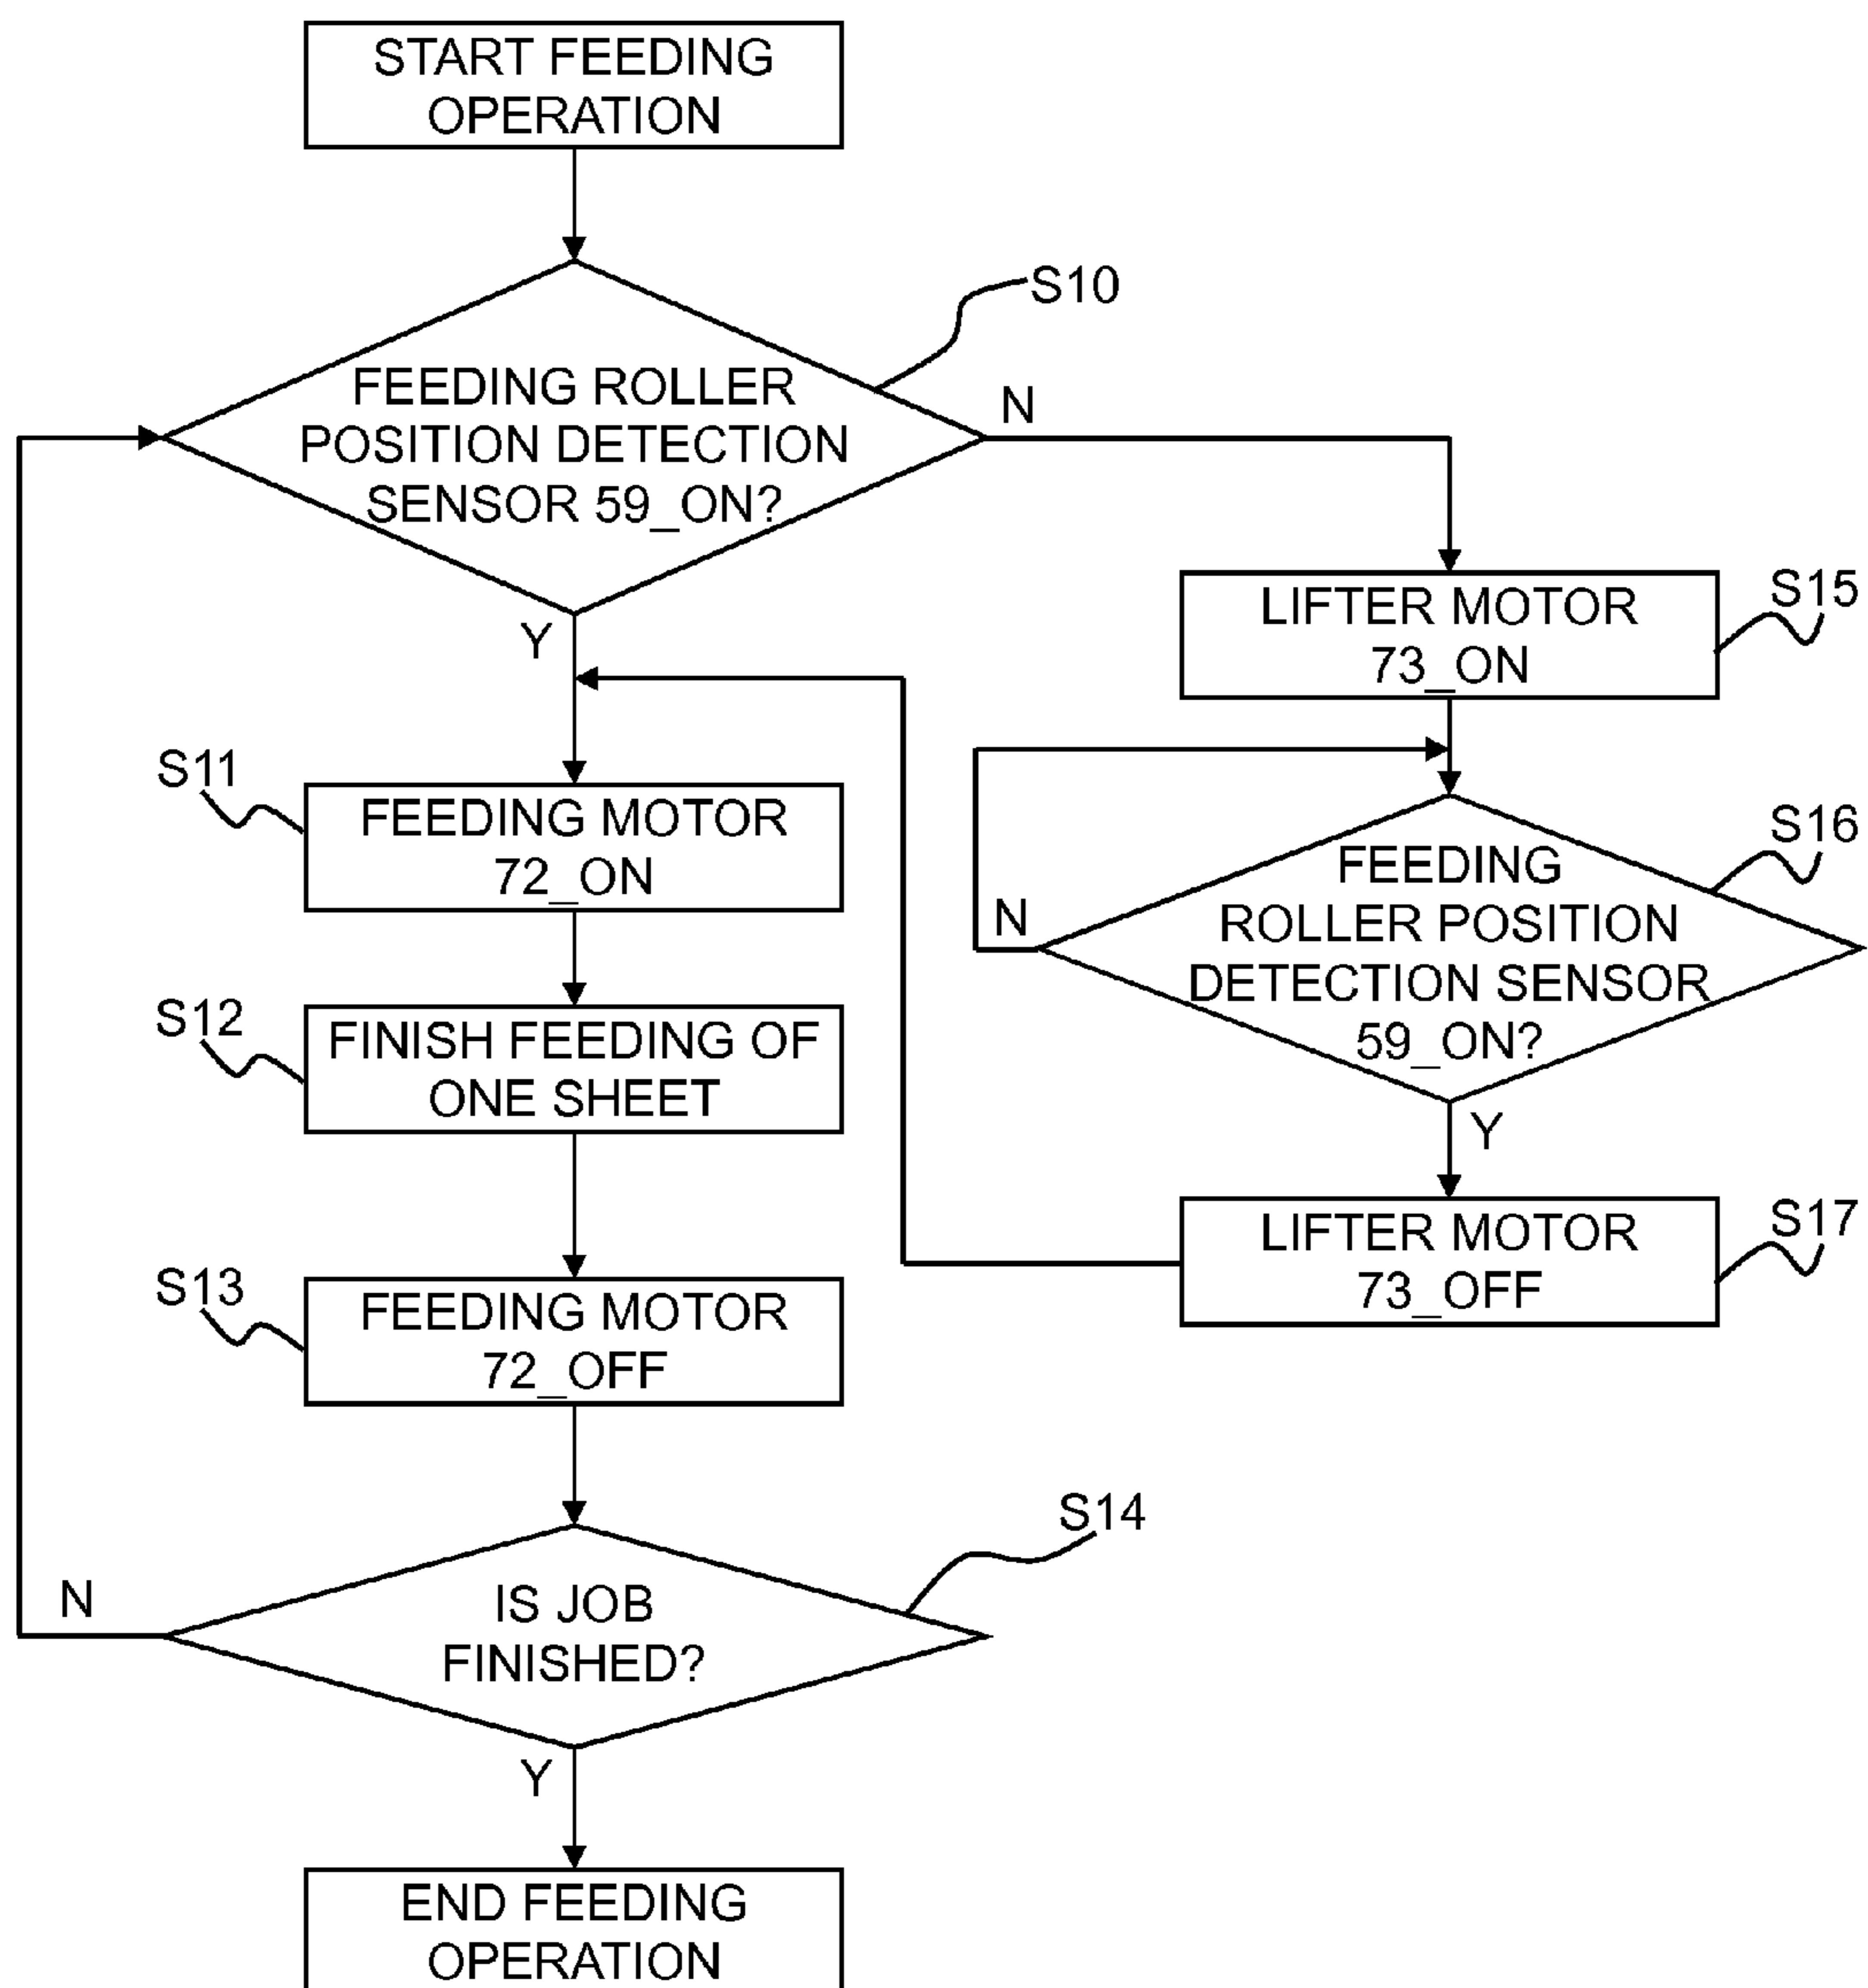 START FEEDING
OPERATION
S10
FEEDING ROLLER
POSITION DETECTION
SENSOR 59_ON?
N
Y
S15
LIFTER MOTOR
73_ON
S11
FEEDING MOTOR
72_ON
S16
FEEDING
ROLLER POSITION
DETECTION SENSOR
59_ON?
N
Y
S12
FINISH FEEDING OF
ONE SHEET
S17
LIFTER MOTOR
73_OFF
S13
FEEDING MOTOR
72_OFF
S14
IS JOB
FINISHED?
N
Y
END FEEDING
OPERATION